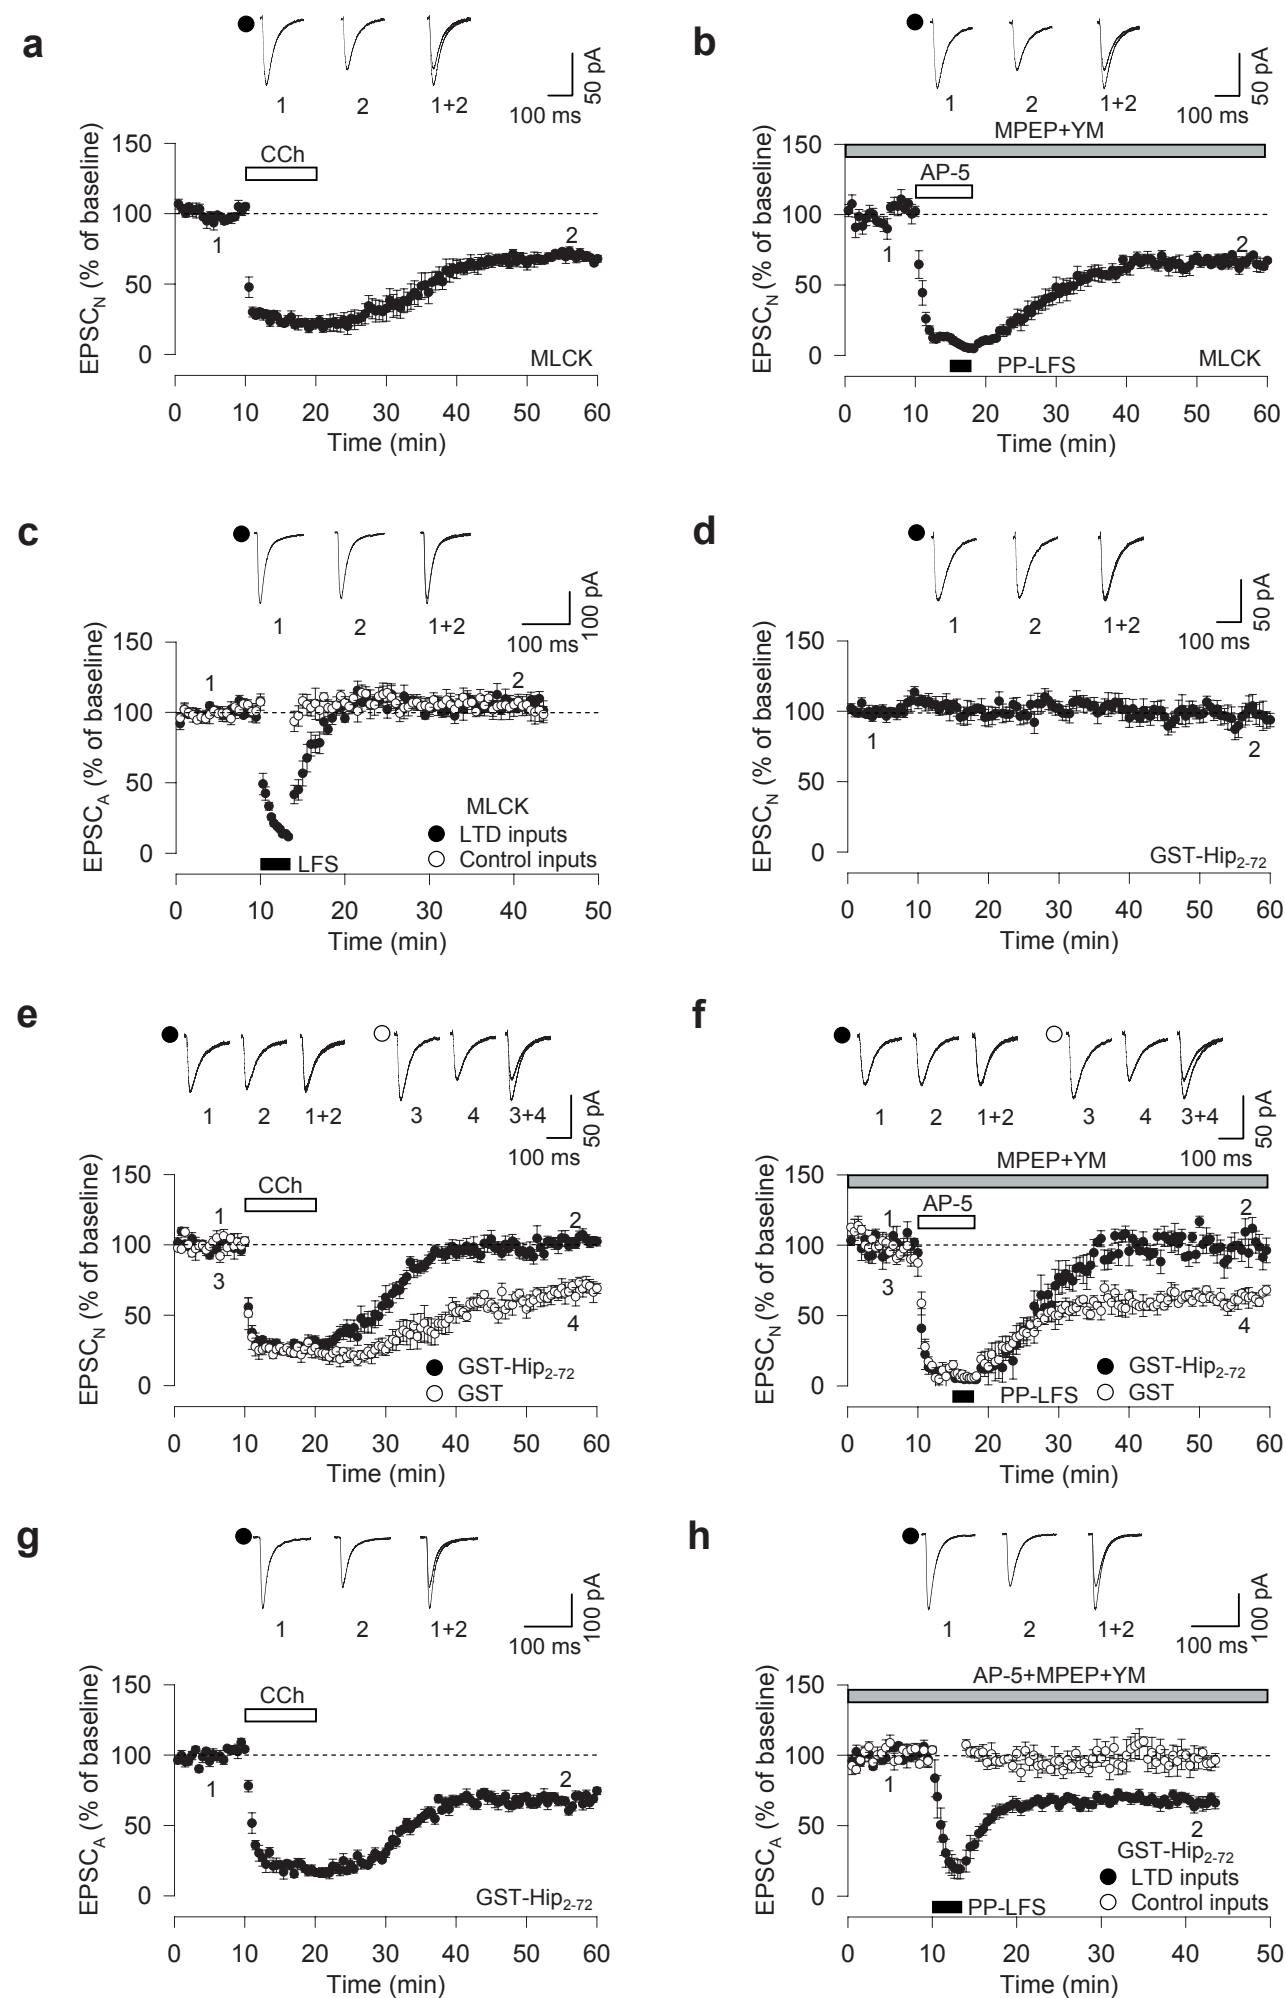 a
1 2 1+2
50 pA
100 ms
EPSCN (% of baseline)
150
100
50
0
CCh
1
2
MLCK
0 10 20 30 40 50 60
Time (min)
b
1 2 1+2
50 pA
100 ms
MPEP+YM
EPSCN (% of baseline)
150
100
50
0
AP-5
1
2
PP-LFS
MLCK
0 10 20 30 40 50 60
Time (min)
c
1 2 1+2
100 pA
100 ms
EPSCA (% of baseline)
150
100
50
0
1
2
MLCK
LTD inputs
Control inputs
LFS
0 10 20 30 40 50
Time (min)
d
1 2 1+2
50 pA
100 ms
EPSCN (% of baseline)
150
100
50
0
1
2
GST-Hip2-72
0 10 20 30 40 50 60
Time (min)
e
1 2 1+2 3 4 3+4
50 pA
100 ms
EPSCN (% of baseline)
150
100
50
0
CCh
1
3
2
4
GST-Hip2-72
GST
0 10 20 30 40 50 60
Time (min)
f
1 2 1+2 3 4 3+4
50 pA
100 ms
MPEP+YM
EPSCN (% of baseline)
150
100
50
0
AP-5
1
3
2
4
GST-Hip2-72
PP-LFS
GST
0 10 20 30 40 50 60
Time (min)
g
1 2 1+2
100 pA
100 ms
EPSCA (% of baseline)
150
100
50
0
CCh
1
2
GST-Hip2-72
0 10 20 30 40 50 60
Time (min)
h
1 2 1+2
100 pA
100 ms
AP-5+MPEP+YM
EPSCA (% of baseline)
150
100
50
0
1
2
GST-Hip2-72
LTD inputs
Control inputs
PP-LFS
0 10 20 30 40 50
Time (min)